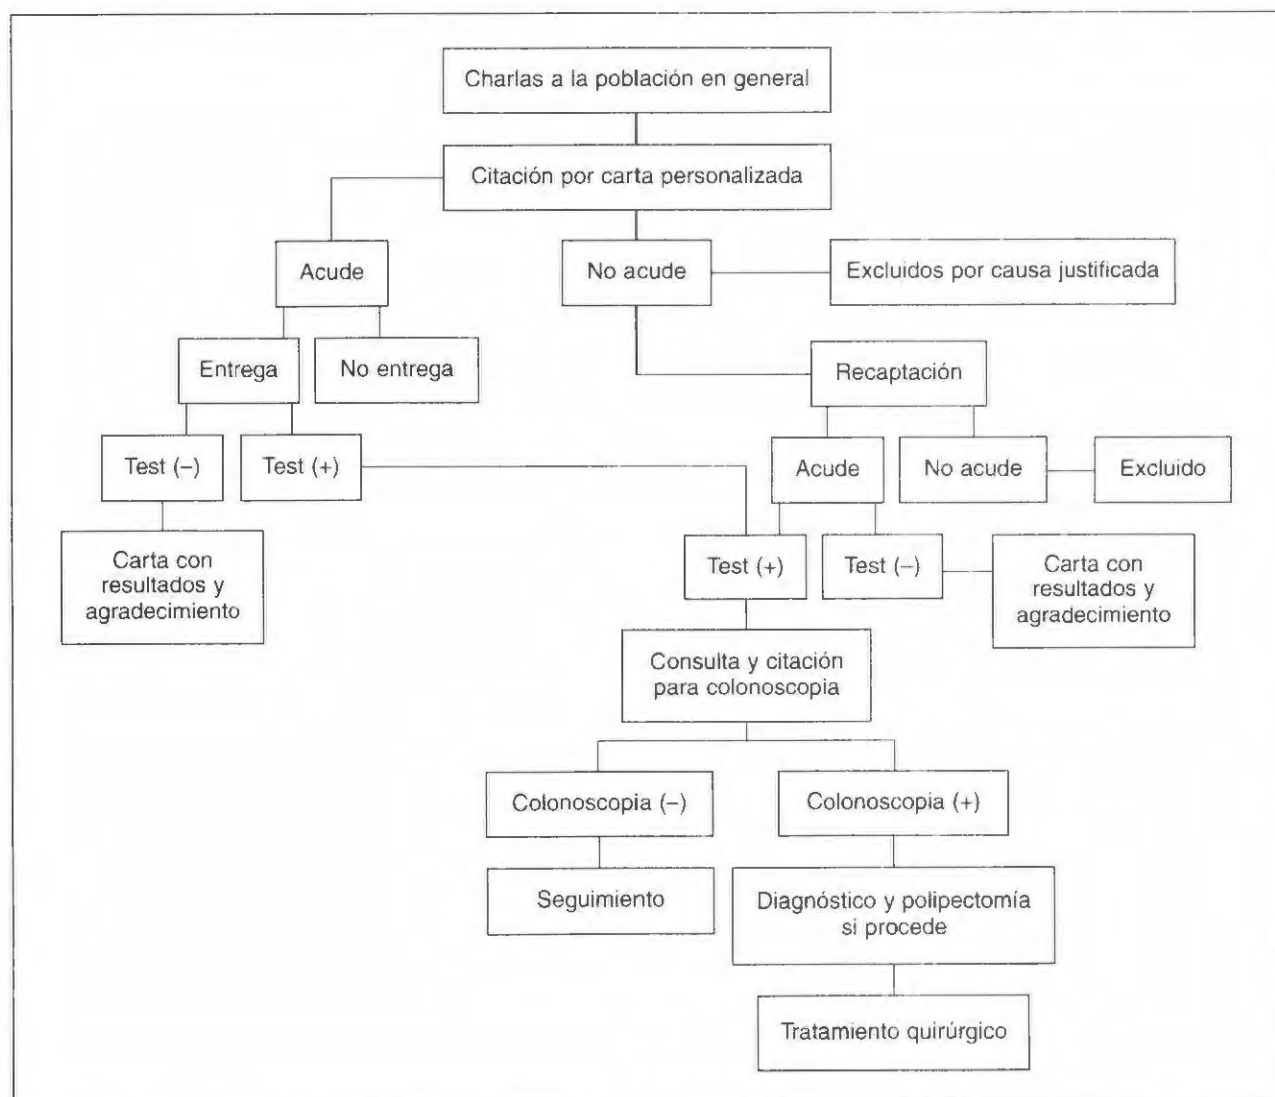 Charlas a la población en general
Citación por carta personalizada
Acude
No acude
Excluidos por causa justificada
Entrega
No entrega
Recaptación
Test (–)
Test (+)
Acude
No acude
Excluido
Carta con
resultados y
agradecimiento
Test (+)
Test (–)
Carta con
resultados y
agradecimiento
Consulta y citación
para colonoscopia
Colonoscopia (–)
Colonoscopia (+)
Seguimiento
Diagnóstico y polipectomía
si procede
Tratamiento quirúrgico